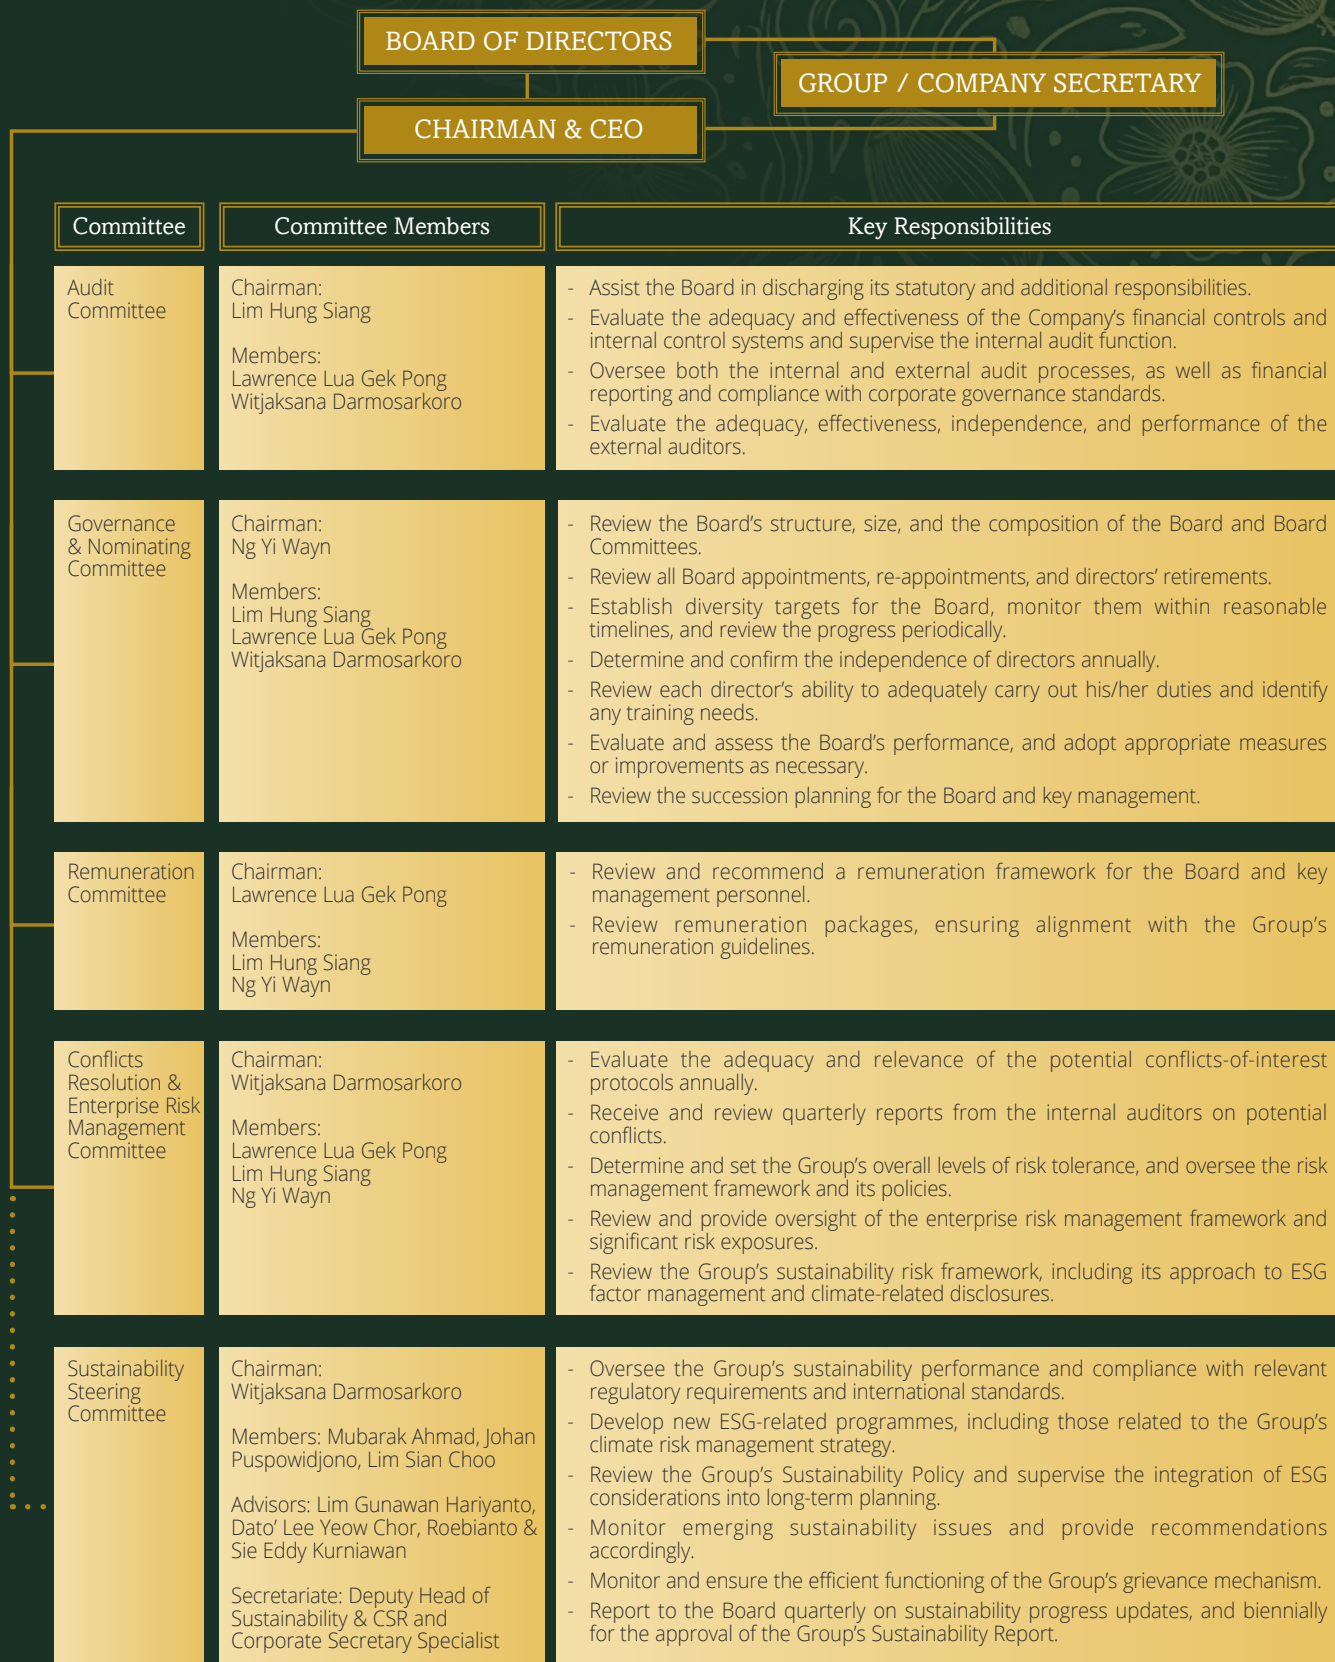 BOARD OF DIRECTORS
GROUP / COMPANY SECRETARY
CHAIRMAN & CEO
Committee
Committee Members
Key Responsibilities
Audit
Committee
Chairman:
Lim Hung Siang
Members:
Lawrence Lua Gek Pong
Witjaksana Darmosarkoro
- Assist the Board in discharging its statutory and additional responsibilities.
- Evaluate the adequacy and effectiveness of the Company’s financial controls and
internal control systems and supervise the internal audit function.
- Oversee both the internal and external audit processes, as well as financial
reporting and compliance with corporate governance standards.
- Evaluate the adequacy, effectiveness, independence, and performance of the
external auditors.
Governance
& Nominating
Committee
Chairman:
Ng Yi Wayn
Members:
Lim Hung Siang
Lawrence Lua Gek Pong
Witjaksana Darmosarkoro
- Review the Board’s structure, size, and the composition of the Board and Board
Committees.
- Review all Board appointments, re-appointments, and directors’ retirements.
- Establish diversity targets for the Board, monitor them within reasonable
timelines, and review the progress periodically.
- Determine and confirm the independence of directors annually.
- Review each director’s ability to adequately carry out his/her duties and identify
any training needs.
- Evaluate and assess the Board’s performance, and adopt appropriate measures
or improvements as necessary.
- Review the succession planning for the Board and key management.
Remuneration
Committee
Chairman:
Lawrence Lua Gek Pong
Members:
Lim Hung Siang
Ng Yi Wayn
- Review and recommend a remuneration framework for the Board and key
management personnel.
- Review remuneration packages, ensuring alignment with the Group’s
remuneration guidelines.
Conflicts
Resolution &
Enterprise Risk
Management
Committee
Chairman:
Witjaksana Darmosarkoro
Members:
Lawrence Lua Gek Pong
Lim Hung Siang
Ng Yi Wayn
- Evaluate the adequacy and relevance of the potential conflicts-of-interest
protocols annually.
- Receive and review quarterly reports from the internal auditors on potential
conflicts.
- Determine and set the Group’s overall levels of risk tolerance, and oversee the risk
management framework and its policies.
- Review and provide oversight of the enterprise risk management framework and
significant risk exposures.
- Review the Group’s sustainability risk framework, including its approach to ESG
factor management and climate-related disclosures.
Sustainability
Steering
Committee
Chairman:
Witjaksana Darmosarkoro
Members: Mubarak Ahmad, Johan
Puspowidjono, Lim Sian Choo
Advisors: Lim Gunawan Hariyanto,
Dato’ Lee Yeow Chor, Roebianto &
Sie Eddy Kurniawan
Secretariate: Deputy Head of
Sustainability & CSR and
Corporate Secretary Specialist
- Oversee the Group’s sustainability performance and compliance with relevant
regulatory requirements and international standards.
- Develop new ESG-related programmes, including those related to the Group’s
climate risk management strategy.
- Review the Group’s Sustainability Policy and supervise the integration of ESG
considerations into long-term planning.
- Monitor emerging sustainability issues and provide recommendations
accordingly.
- Monitor and ensure the efficient functioning of the Group’s grievance mechanism.
- Report to the Board quarterly on sustainability progress updates, and biennially
for the approval of the Group’s Sustainability Report.